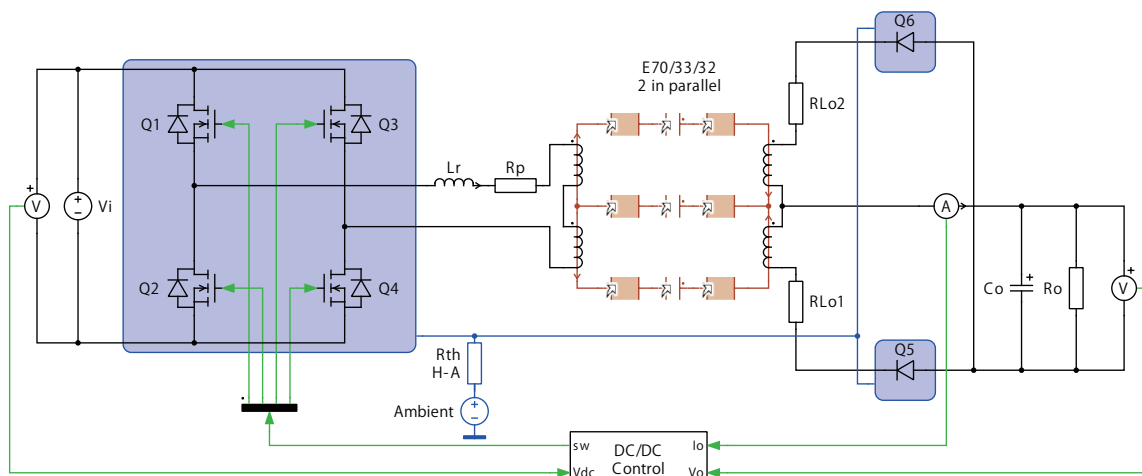 Q6
E70/33/32
2 in parallel
RLo2
Q1
Q3
Lr
Rp
+
V
+
−
Vi
A
Q2
Q4
RLo1
Co
+
Ro
+
V
Q5
Rth
H-A
Ambient
+
−
sw
DC/DC
Control
Io
Vdc
Vo